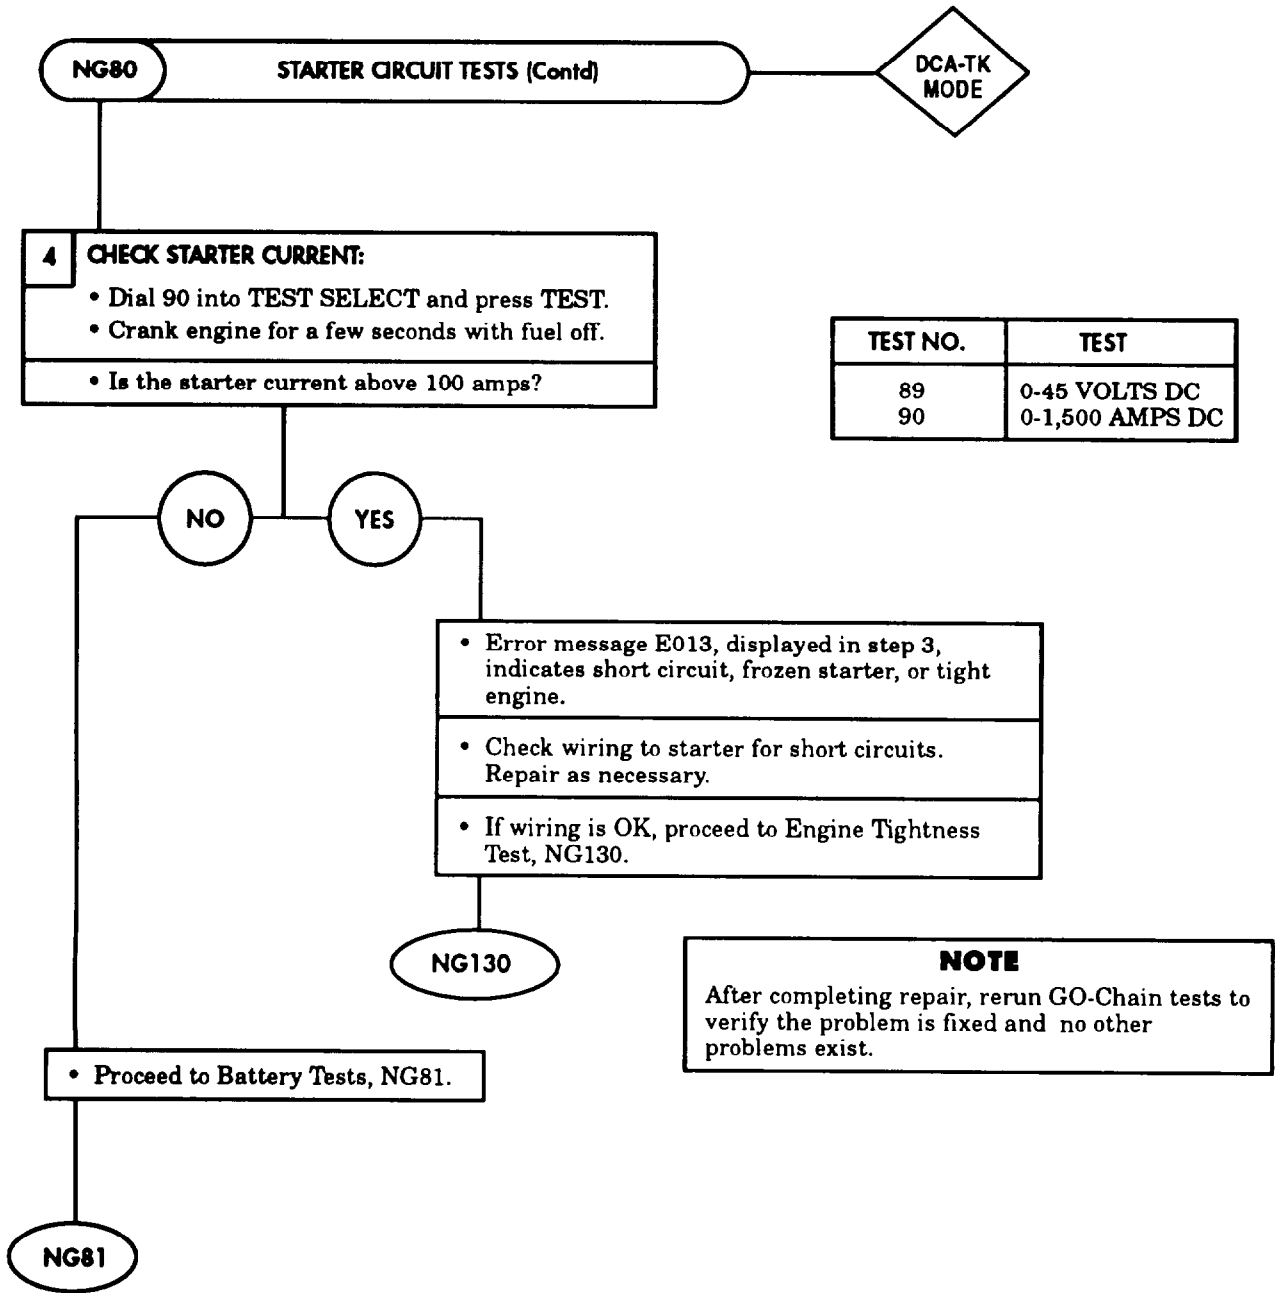 NG80
STARTER CIRCUIT TESTS (Contd)
DCA-TK
MODE
4
CHECK STARTER CURRENT:
• Dial 90 into TEST SELECT and press TEST.
• Crank engine for a few seconds with fuel off.
• Is the starter current above 100 amps?
TEST NO. TEST
89 0-45 VOLTS DC
90 0-1,500 AMPS DC
NO
YES
• Error message E013, displayed in step 3,
indicates short circuit, frozen starter, or tight
engine.
• Check wiring to starter for short circuits.
Repair as necessary.
• If wiring is OK, proceed to Engine Tightness
Test, NG130.
NG130
NOTE
After completing repair, rerun GO-Chain tests to
verify the problem is fixed and no other
problems exist.
• Proceed to Battery Tests, NG81.
NG81